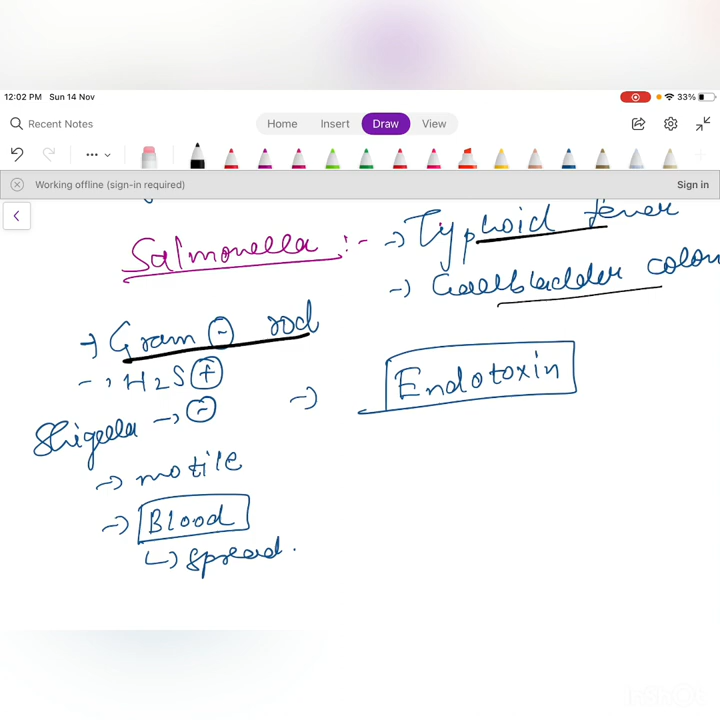 12:02 PM Sun 14 Nov 33%
Recent Notes Home Insert Draw View
Working offline (sign-in required) Sign in
Salmonella :- → Typhoid fever
→ Gallbladder colon
→ Gram ⊖ rod
→ H2S ⊕
Shigella → ⊖
→ Endotoxin
→ motile
→ Blood
↳ spread.